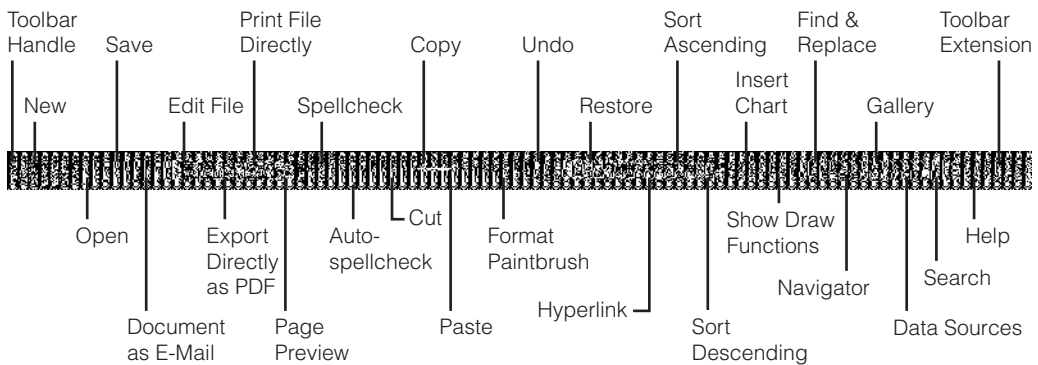 Toolbar
Handle
Save
Print File
Directly
Copy
Undo
Sort
Ascending
Find &
Replace
Toolbar
Extension
New
Edit File
Spellcheck
Restore
Insert
Chart
Gallery
Open
Export
Directly
as PDF
Auto-
spellcheck
Cut
Format
Paintbrush
Show Draw
Functions
Help
Document
as E-Mail
Page
Preview
Paste
Hyperlink
Sort
Descending
Navigator
Search
Data Sources